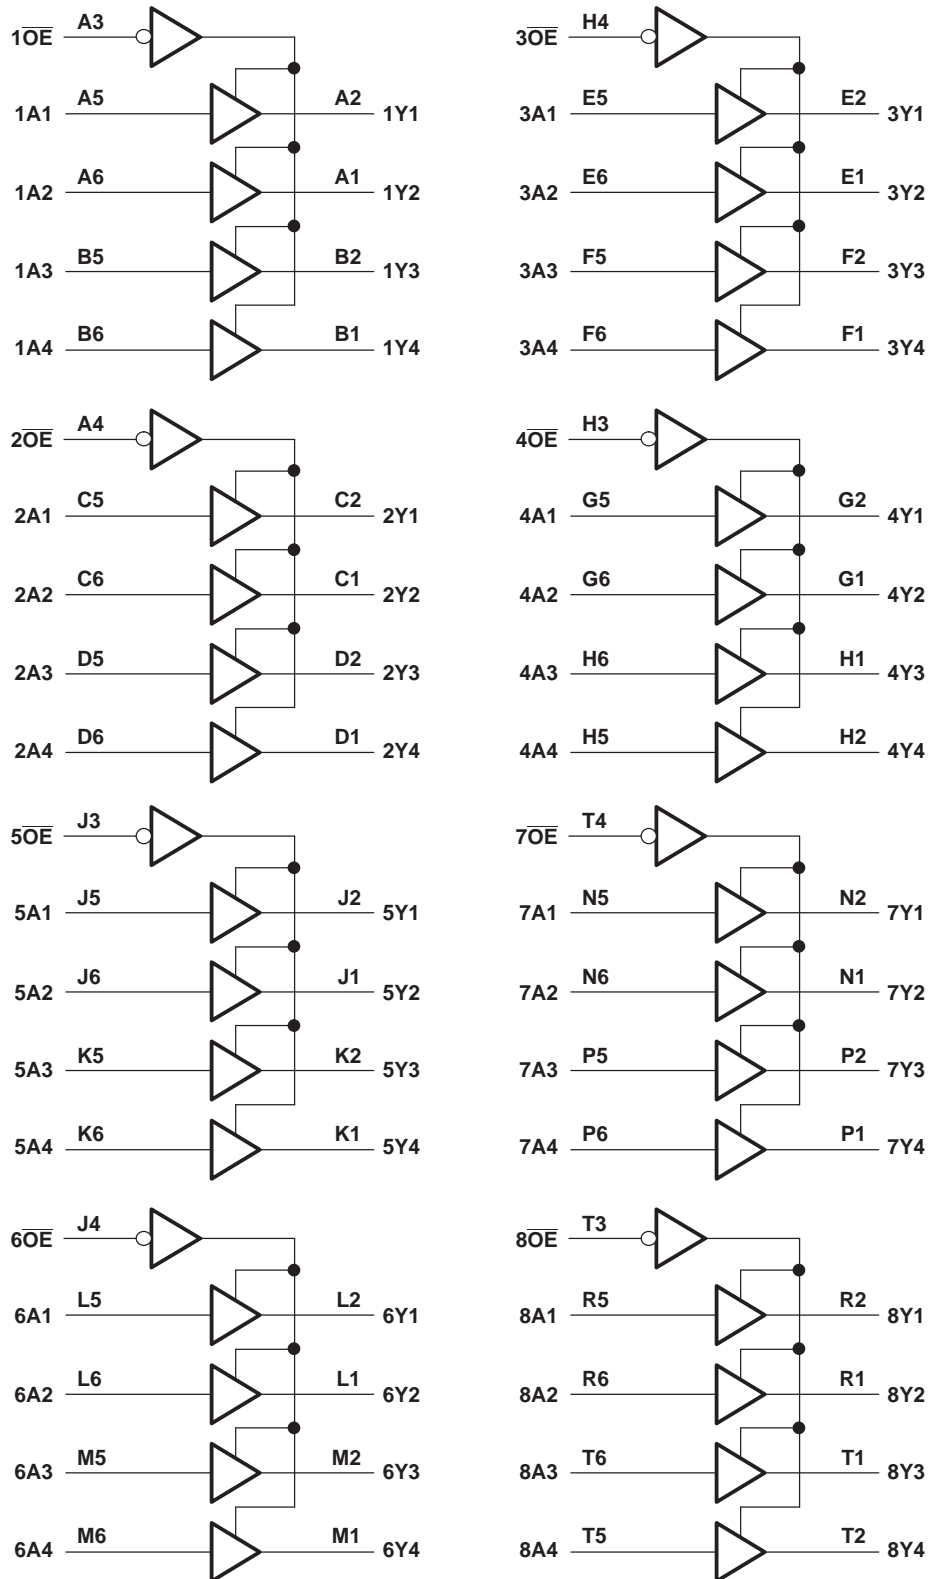 1OE A3
1A1 A5 A2 1Y1
1A2 A6 A1 1Y2
1A3 B5 B2 1Y3
1A4 B6 B1 1Y4
3OE H4
3A1 E5 E2 3Y1
3A2 E6 E1 3Y2
3A3 F5 F2 3Y3
3A4 F6 F1 3Y4
2OE A4
2A1 C5 C2 2Y1
2A2 C6 C1 2Y2
2A3 D5 D2 2Y3
2A4 D6 D1 2Y4
4OE H3
4A1 G5 G2 4Y1
4A2 G6 G1 4Y2
4A3 H6 H1 4Y3
4A4 H5 H2 4Y4
5OE J3
5A1 J5 J2 5Y1
5A2 J6 J1 5Y2
5A3 K5 K2 5Y3
5A4 K6 K1 5Y4
7OE T4
7A1 N5 N2 7Y1
7A2 N6 N1 7Y2
7A3 P5 P2 7Y3
7A4 P6 P1 7Y4
6OE J4
6A1 L5 L2 6Y1
6A2 L6 L1 6Y2
6A3 M5 M2 6Y3
6A4 M6 M1 6Y4
8OE T3
8A1 R5 R2 8Y1
8A2 R6 R1 8Y2
8A3 T6 T1 8Y3
8A4 T5 T2 8Y4